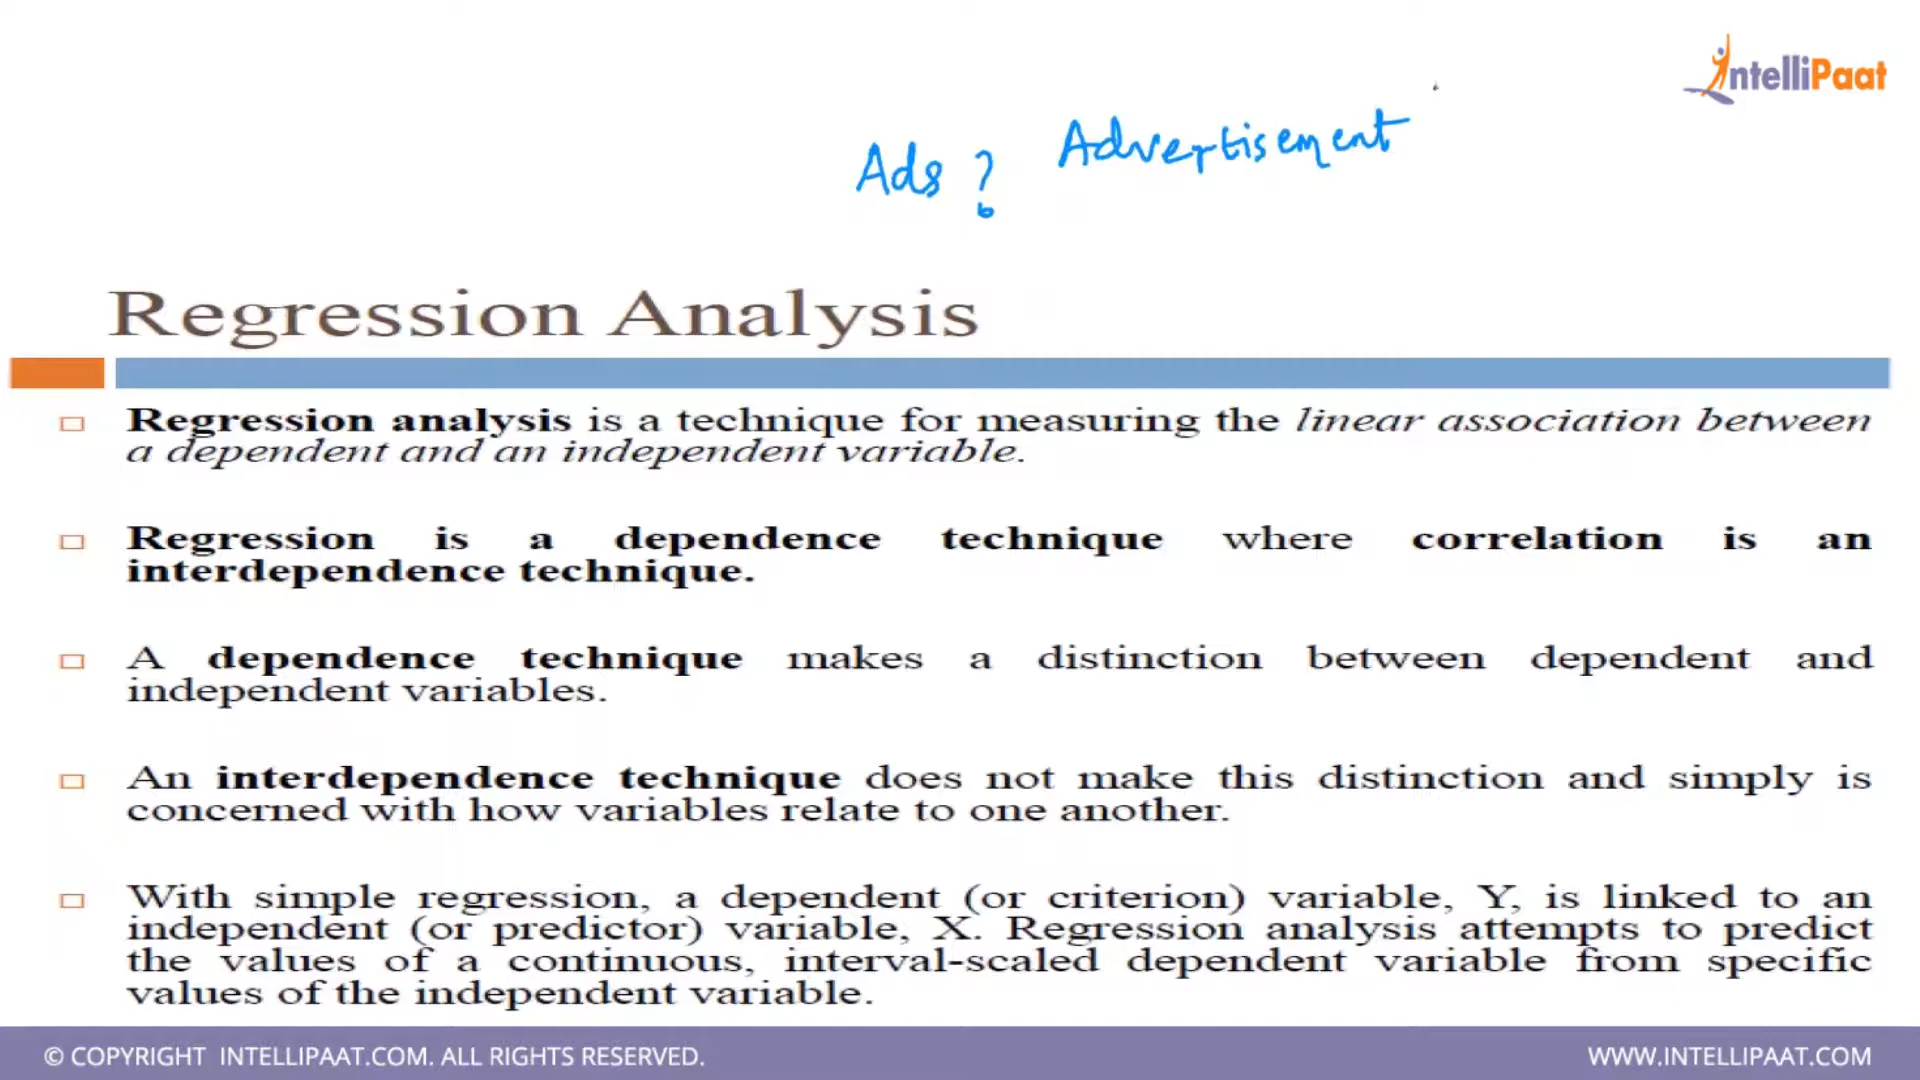 IntelliPaat
Ads ? Advertisement
Regression Analysis
Regression analysis is a technique for measuring the linear association between
a dependent and an independent variable.
Regression is a dependence technique where correlation is an
interdependence technique.
A dependence technique makes a distinction between dependent and
independent variables.
An interdependence technique does not make this distinction and simply is
concerned with how variables relate to one another.
With simple regression, a dependent (or criterion) variable, Y, is linked to an
independent (or predictor) variable, X. Regression analysis attempts to predict
the values of a continuous, interval-scaled dependent variable from specific
values of the independent variable.
© COPYRIGHT INTELLIPAAT.COM. ALL RIGHTS RESERVED.
WWW.INTELLIPAAT.COM